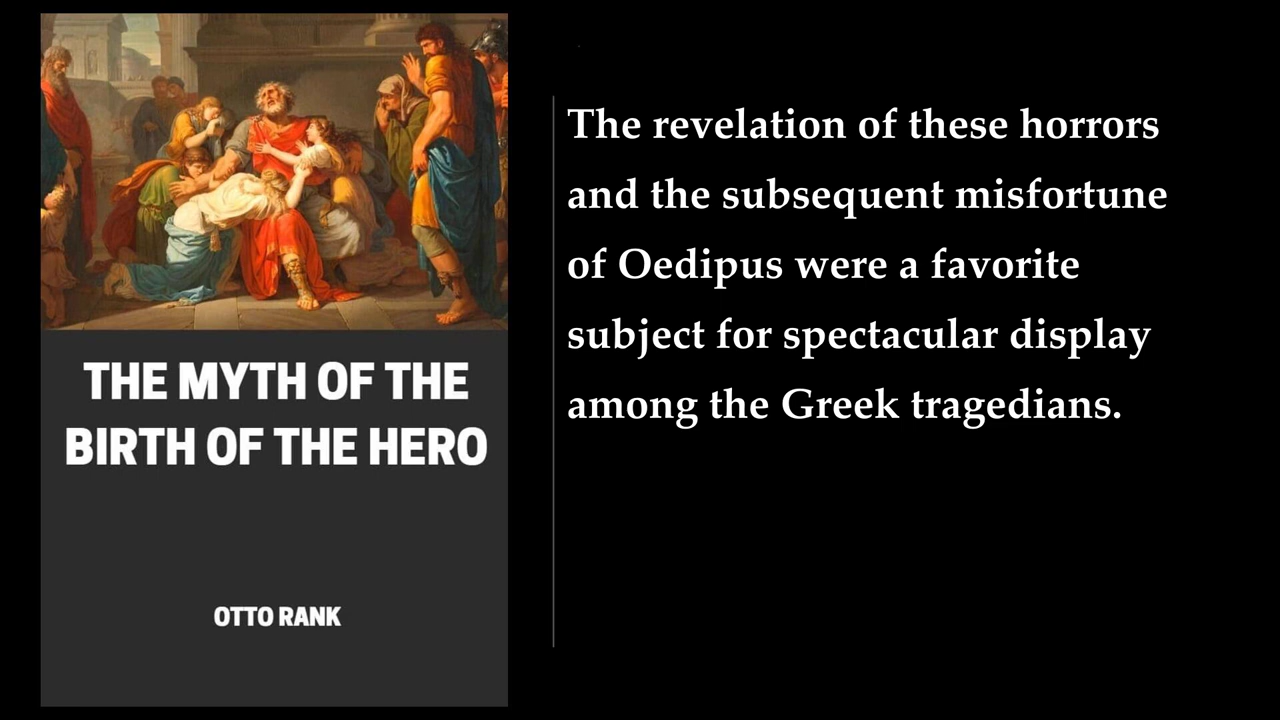 THE MYTH OF THE
BIRTH OF THE HERO
OTTO RANK
The revelation of these horrors
and the subsequent misfortune
of Oedipus were a favorite
subject for spectacular display
among the Greek tragedians.